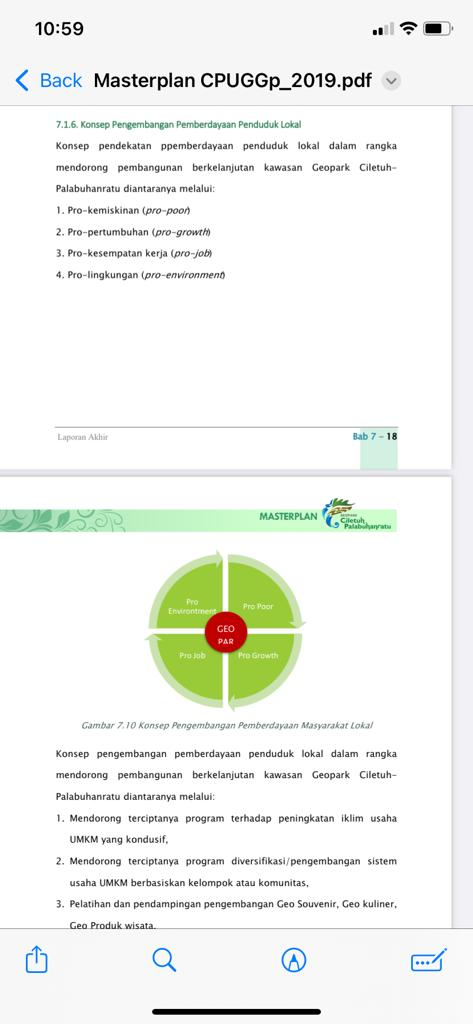 10:59
Back Masterplan CPUGGp_2019.pdf
7.1.6. Konsep Pengembangan Pemberdayaan Penduduk Lokal
Konsep pendekatan ppemberdayaan penduduk lokal dalam rangka
mendorong pembangunan berkelanjutan kawasan Geopark Ciletuh-
Palabuhanratu diantaranya melalui:
1. Pro-kemiskinan (pro-poor)
2. Pro-pertumbuhan (pro-growth)
3. Pro-kesempatan kerja (pro-job)
4. Pro-lingkungan (pro-environment)
Laporan Akhir
Bab 7 - 18
MASTERPLAN
GEOPARK
Ciletuh
Palabuhanratu
Pro
Environtment
Pro Poor
GEO
PAR
Pro Job
Pro Growth
Gambar 7.10 Konsep Pengembangan Pemberdayaan Masyarakat Lokal
Konsep pengembangan pemberdayaan penduduk lokal dalam rangka
mendorong pembangunan berkelanjutan kawasan Geopark Ciletuh-
Palabuhanratu diantaranya melalui:
1. Mendorong terciptanya program terhadap peningkatan iklim usaha
UMKM yang kondusif,
2. Mendorong terciptanya program diversifikasi/pengembangan sistem
usaha UMKM berbasiskan kelompok atau komunitas,
3. Pelatihan dan pendampingan pengembangan Geo Souvenir, Geo kuliner,
Geo Produk wisata.